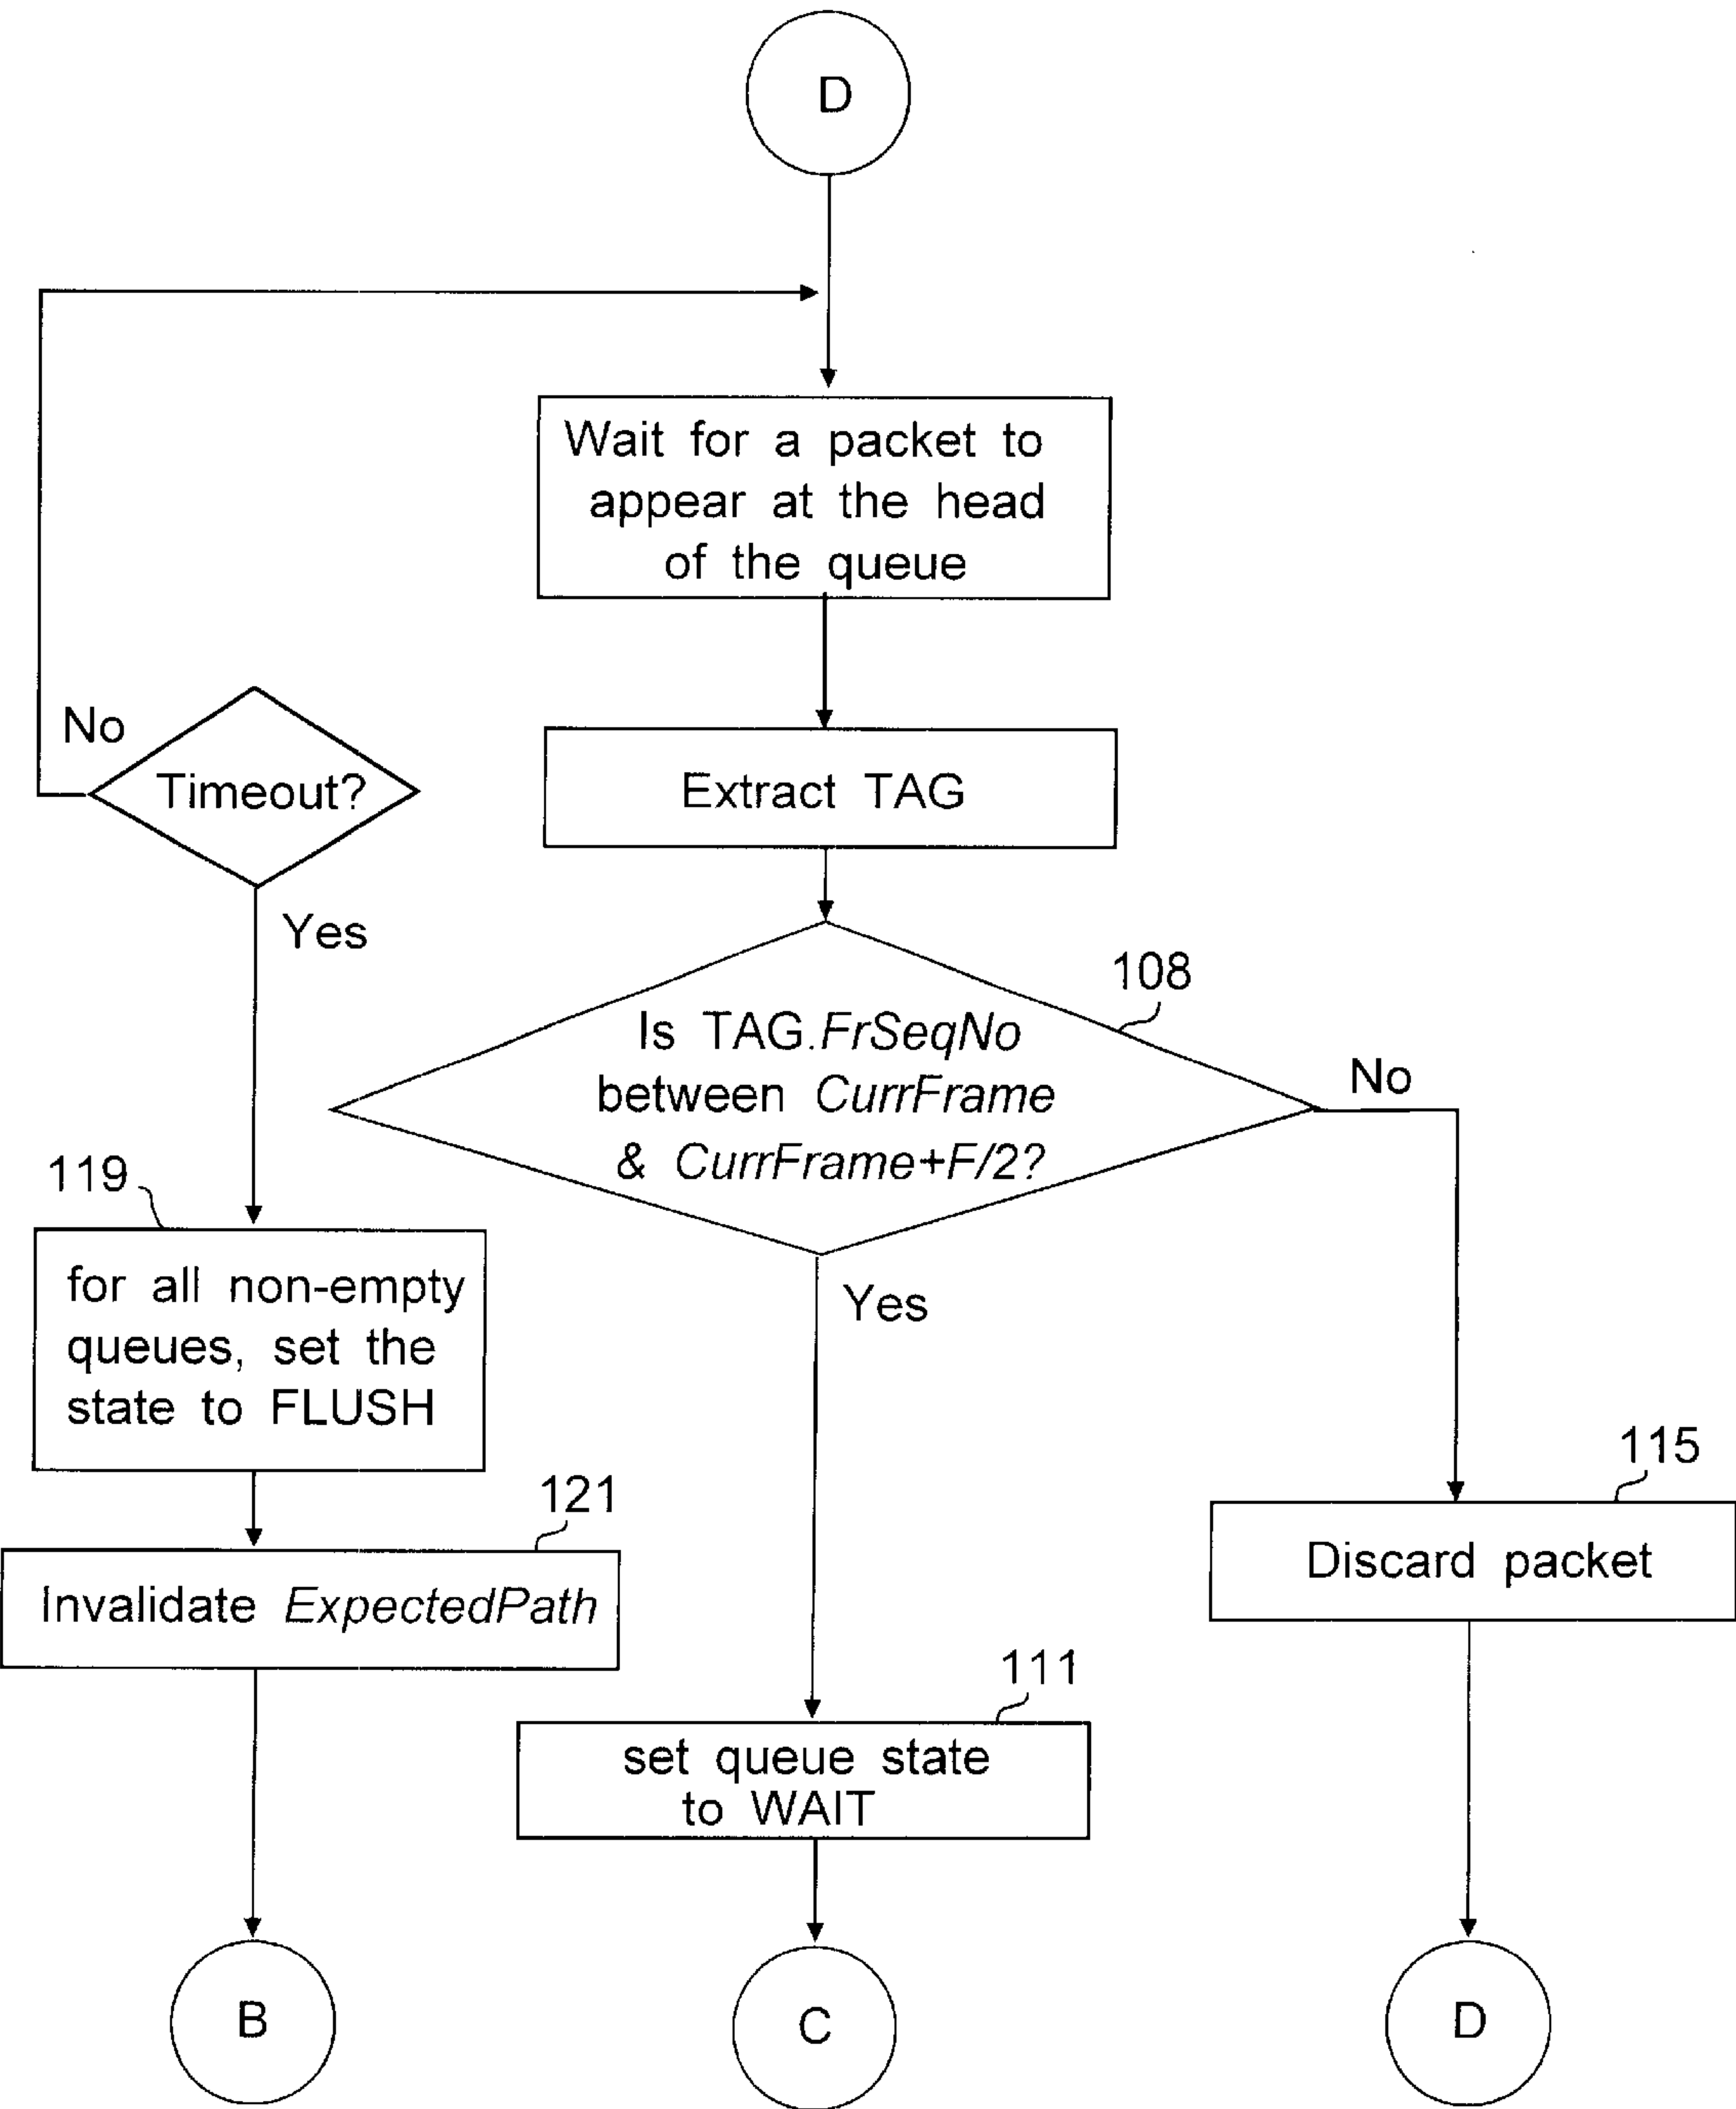 D
Wait for a packet to
appear at the head
of the queue
No
Timeout?
Extract TAG
Yes
108
Is TAG.FrSeqNo
between CurrFrame
& CurrFrame+F/2?
No
119
for all non-empty
queues, set the
state to FLUSH
Yes
115
Discard packet
121
Invalidate ExpectedPath
111
set queue state
to WAIT
B
C
D